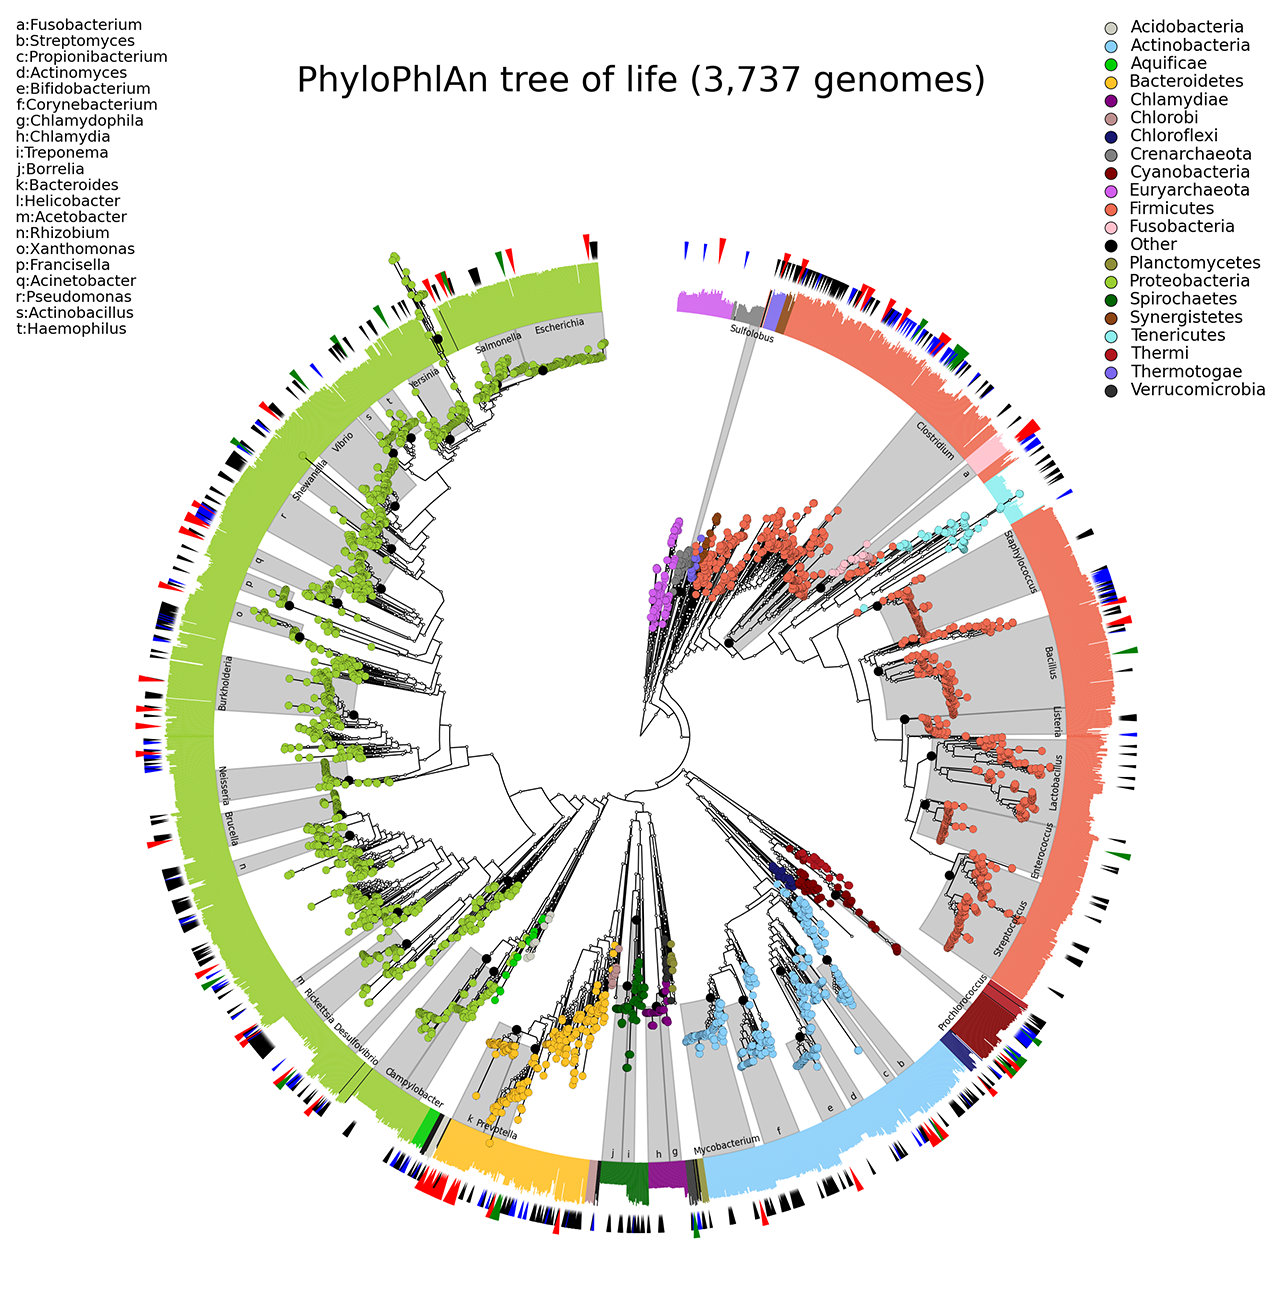 a:Fusobacterium
b:Streptomyces
c:Propionibacterium
d:Actinomyces
e:Bifidobacterium
f:Corynebacterium
g:Chlamydophila
h:Chlamydia
i:Treponema
j:Borrelia
k:Bacteroides
l:Helicobacter
m:Acetobacter
n:Rhizobium
o:Xanthomonas
p:Francisella
q:Acinetobacter
r:Pseudomonas
s:Actinobacillus
t:Haemophilus
PhyloPhlAn tree of life (3,737 genomes)
Acidobacteria
Actinobacteria
Aquificae
Bacteroidetes
Chlamydiae
Chlorobi
Chloroflexi
Crenarchaeota
Cyanobacteria
Euryarchaeota
Firmicutes
Fusobacteria
Other
Planctomycetes
Proteobacteria
Spirochaetes
Synergistetes
Tenericutes
Thermi
Thermotogae
Verrucomicrobia
Sulfolobus
Clostridium
a
Staphylococcus
Bacillus
Listeria
Lactobacillus
Enterococcus
Streptococcus
Prochlorococcus
b
c
d
e
f
Mycobacterium
g
h
i
j
Prevotella
k
Campylobacter
Desulfovibrio
Rickettsia
m
n
Brucella
Neisseria
Burkholderia
o
p
q
r
Shewanella
Vibrio
s
t
Yersinia
Salmonella
Escherichia